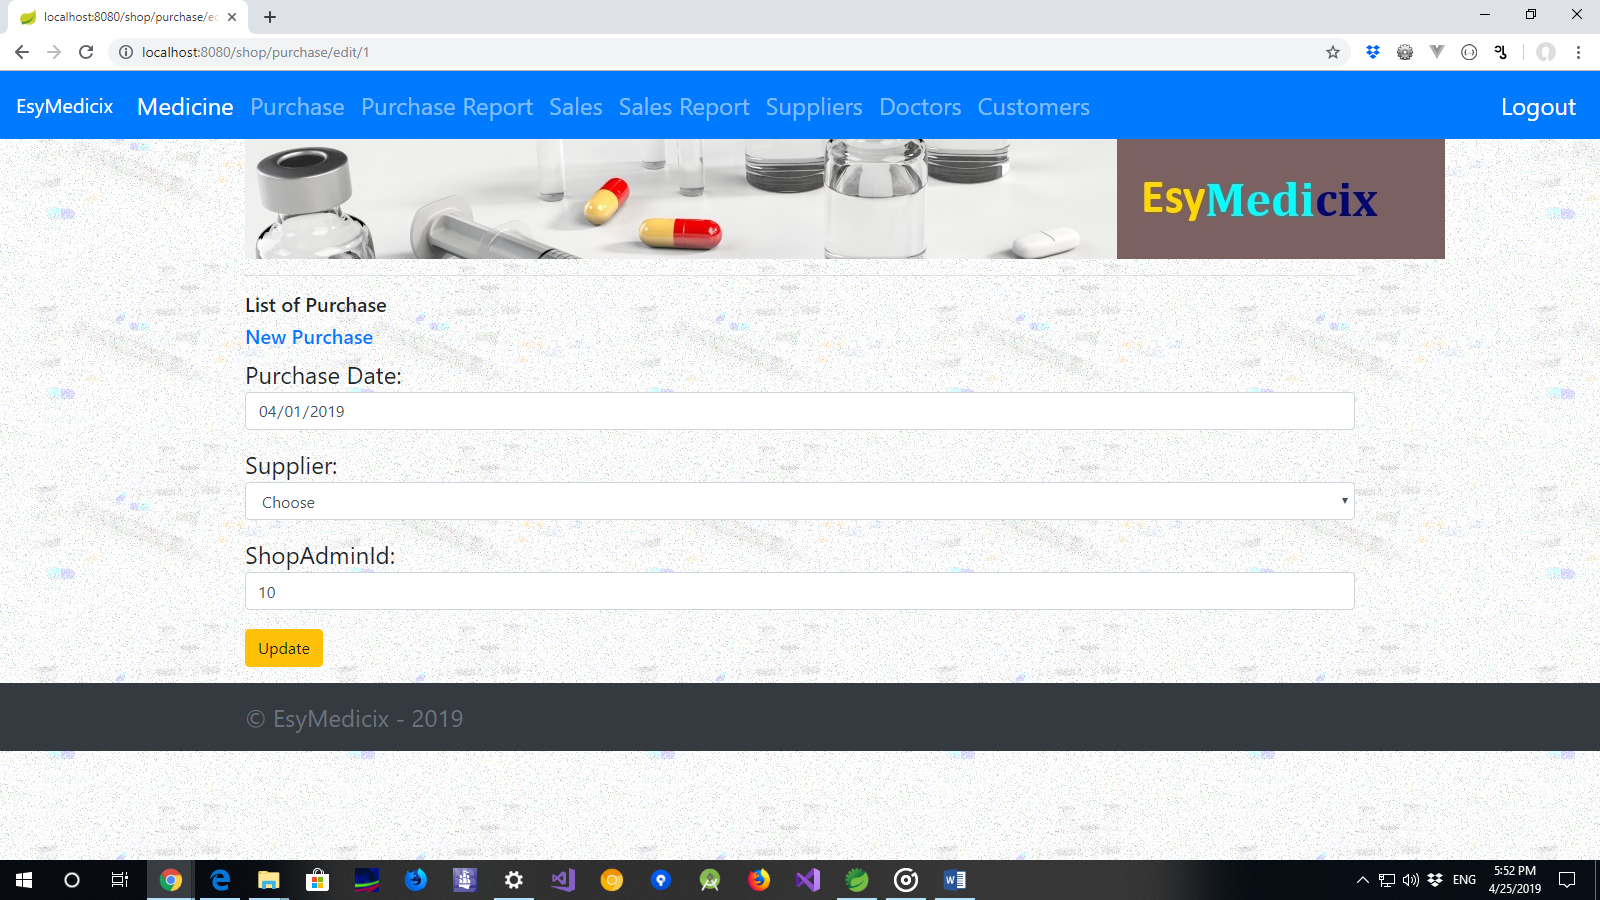 localhost:8080/shop/purchase/ec
localhost:8080/shop/purchase/edit/1
EsyMedicix Medicine Purchase Purchase Report Sales Sales Report Suppliers Doctors Customers Logout
EsyMedicix
List of Purchase
New Purchase
Purchase Date:
04/01/2019
Supplier:
Choose
ShopAdminId:
10
Update
© EsyMedicix - 2019
ENG
5:52 PM
4/25/2019